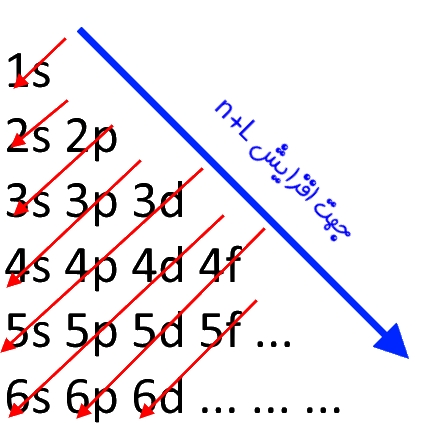 1s
2s 2p
3s 3p 3d
4s 4p 4d 4f
5s 5p 5d 5f ...
6s 6p 6d ... ... ...
جهت افزایش n+L